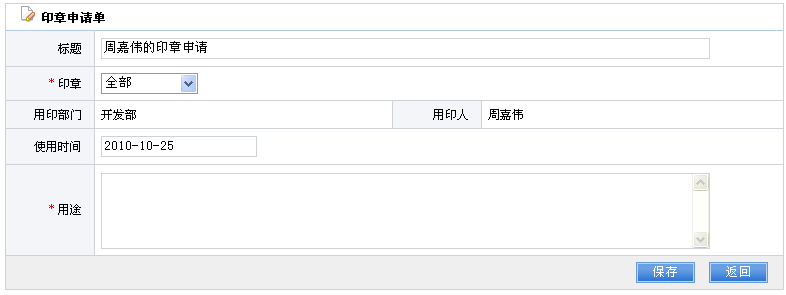 印章申请单
标题 周嘉伟的印章申请
* 印章 全部
用印部门 开发部 用印人 周嘉伟
使用时间 2010-10-25
* 用途
保存 返回